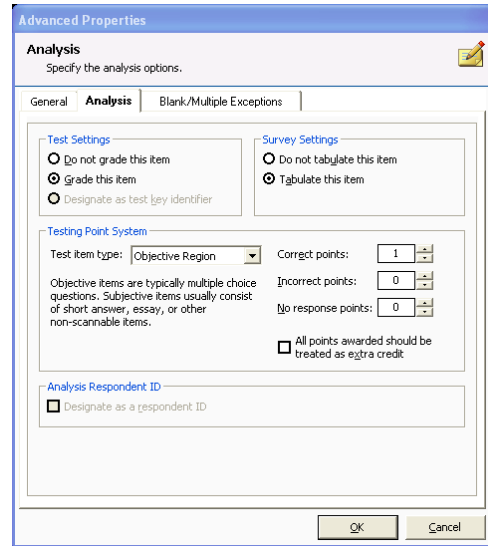 Advanced Properties
Analysis
Specify the analysis options.
General
Analysis
Blank/Multiple Exceptions
Test Settings
Do not grade this item
Grade this item
Designate as test key identifier
Survey Settings
Do not tabulate this item
Tabulate this item
Testing Point System
Test item type:
Objective Region
Objective items are typically multiple choice
questions. Subjective items usually consist
of short answer, essay, or other
non-scannable items.
Correct points:
1
Incorrect points:
0
No response points:
0
All points awarded should be
treated as extra credit
Analysis Respondent ID
Designate as a respondent ID
OK
Cancel